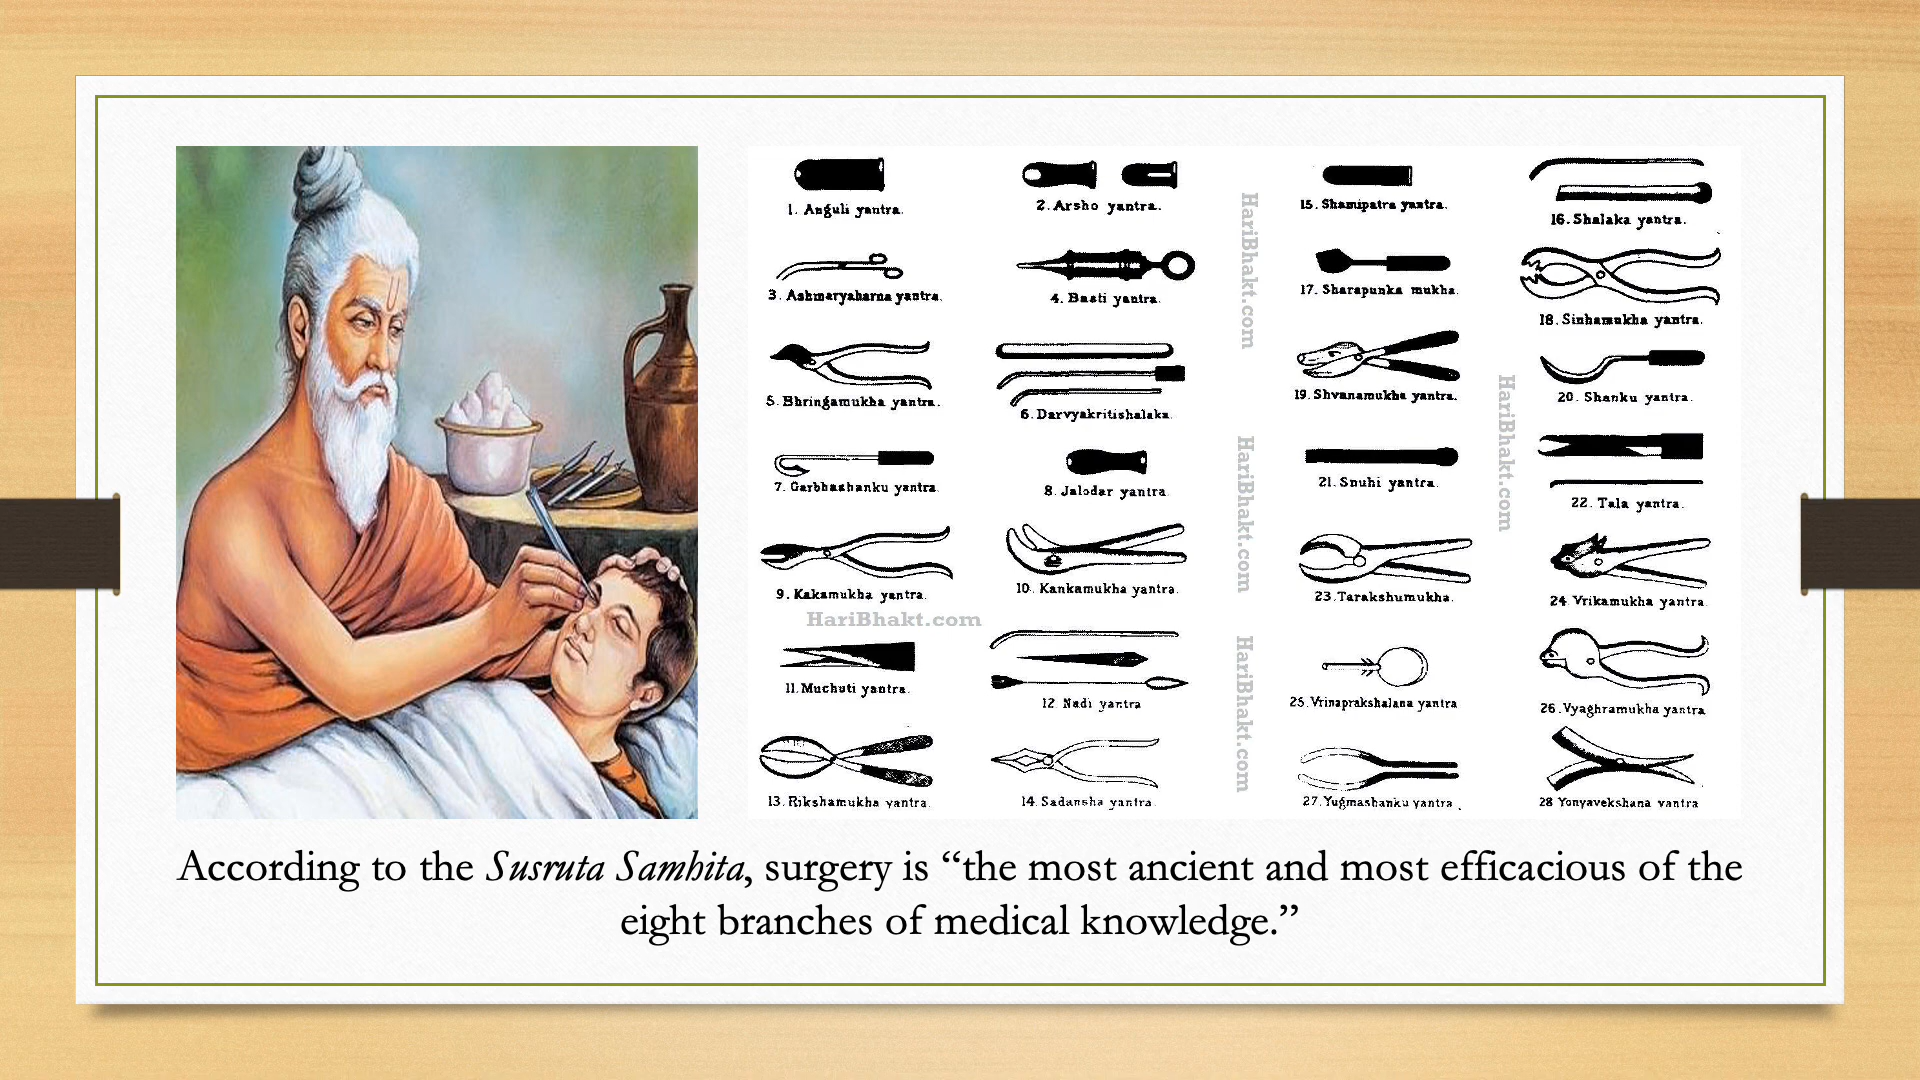 1. Anguli yantra.
2. Arsho yantra.
15. Shamipatra yantra.
16. Shalaka yantra.
3. Ashmaryaharna yantra.
4. Basti yantra.
17. Sharapunka mukha.
18. Sinhamukha yantra.
5. Bhringamukha yantra.
6. Darvyakritishalaka.
19. Shvanamukha yantra.
20. Shanku yantra.
7. Garbhashanku yantra.
8. Jalodar yantra.
21. Snuhi yantra.
22. Tala yantra.
9. Kakamukha yantra.
10. Kankamukha yantra.
23. Tarakshumukha.
24. Vrikamukha yantra.
11. Muchuti yantra.
12. Nadi yantra
25. Vrinaprakshalana yantra
26. Vyaghramukha yantra.
13. Rikshamukha yantra.
14. Sadansha yantra.
27. Yugmashanku yantra.
28 Yonyavekshana yantra
HariBhakt.com
HariBhakt.com
HariBhakt.com
HariBhakt.com
HariBhakt.com
According to the Susruta Samhita, surgery is “the most ancient and most efficacious of the
eight branches of medical knowledge.”